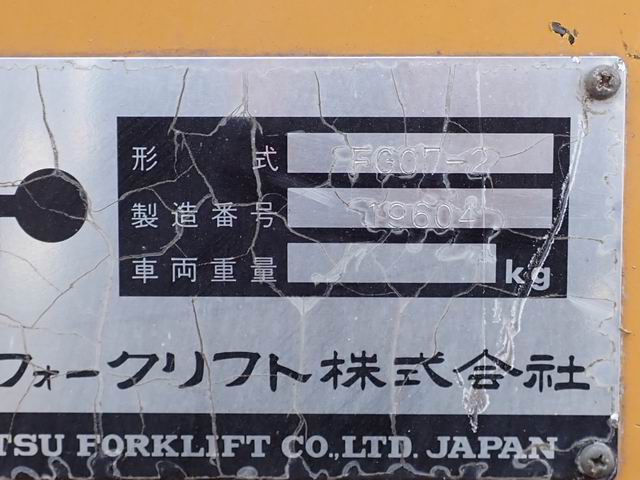 形式 FG07-2
製造番号 19604
車両重量 kg
フォークリフト株式会社
TSU FORKLIFT CO.,LTD. JAPAN